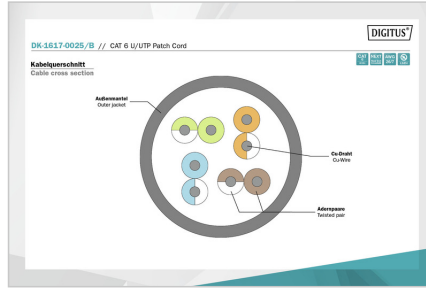 DIGITUS®
DK-1617-0025/B // CAT 6 U/UTP Patch Cord
Kabelquerschnitt
Cable cross section
Außenmantel
Outer jacket
Cu-Draht
Cu-Wire
Adernpaare
Twisted pair